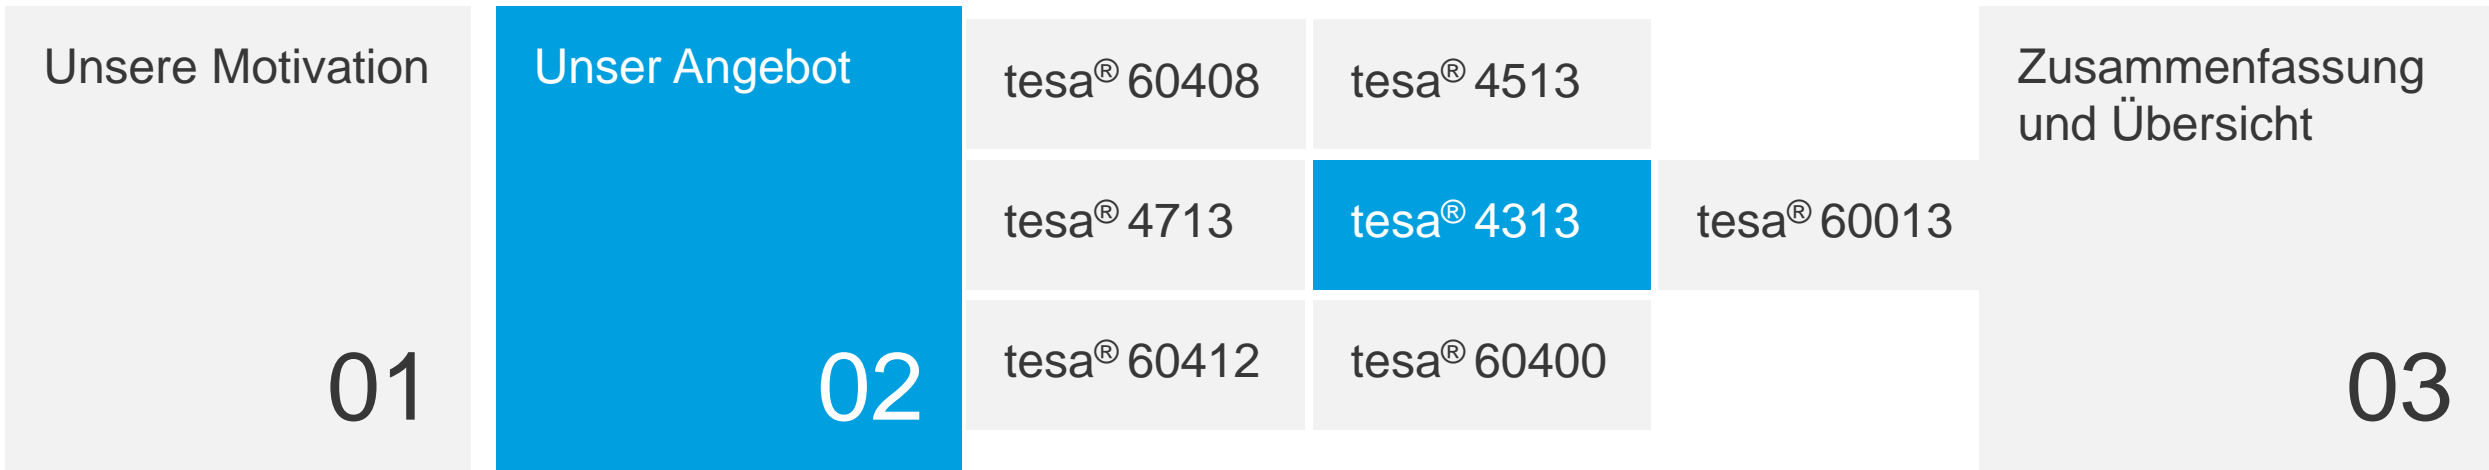 Unsere Motivation
01
Unser Angebot
02
tesa® 60408
tesa® 4513
tesa® 4713
tesa® 4313
tesa® 60013
tesa® 60412
tesa® 60400
Zusammenfassung
und Übersicht
03